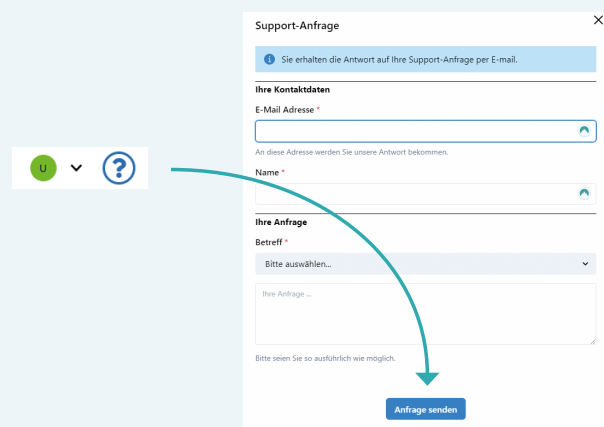 Support-Anfrage
Sie erhalten die Antwort auf Ihre Support-Anfrage per E-mail.
Ihre Kontaktdaten
E-Mail Adresse *
An diese Adresse werden Sie unsere Antwort bekommen.
U
?
Name *
Ihre Anfrage
Betreff *
Bitte auswählen...
Ihre Anfrage ...
Bitte seien Sie so ausführlich wie möglich.
Anfrage senden